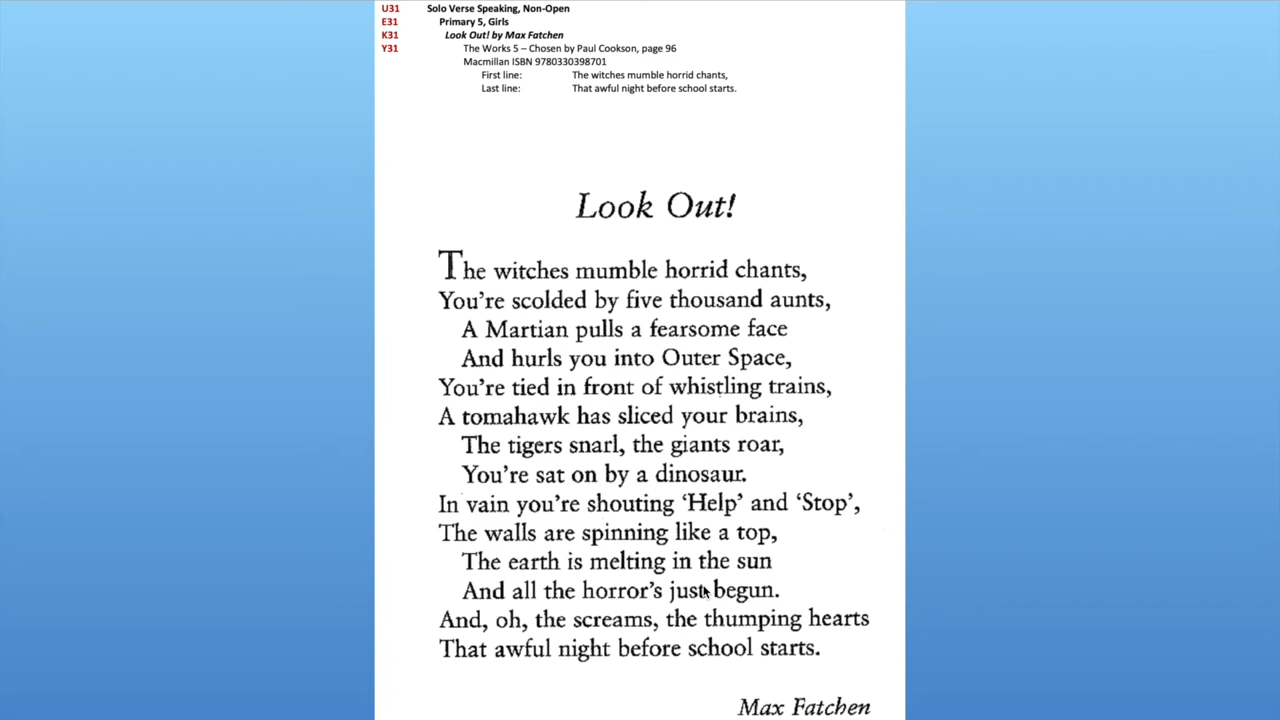 U31 Solo Verse Speaking, Non-Open
E31 Primary 5, Girls
K31 Look Out! by Max Fatchen
Y31 The Works 5 – Chosen by Paul Cookson, page 96
Macmillan ISBN 9780330398701
First line: The witches mumble horrid chants,
Last line: That awful night before school starts.
Look Out!
The witches mumble horrid chants,
You're scolded by five thousand aunts,
A Martian pulls a fearsome face
And hurls you into Outer Space,
You're tied in front of whistling trains,
A tomahawk has sliced your brains,
The tigers snarl, the giants roar,
You're sat on by a dinosaur.
In vain you're shouting 'Help' and 'Stop',
The walls are spinning like a top,
The earth is melting in the sun
And all the horror's just begun.
And, oh, the screams, the thumping hearts
That awful night before school starts.
Max Fatchen